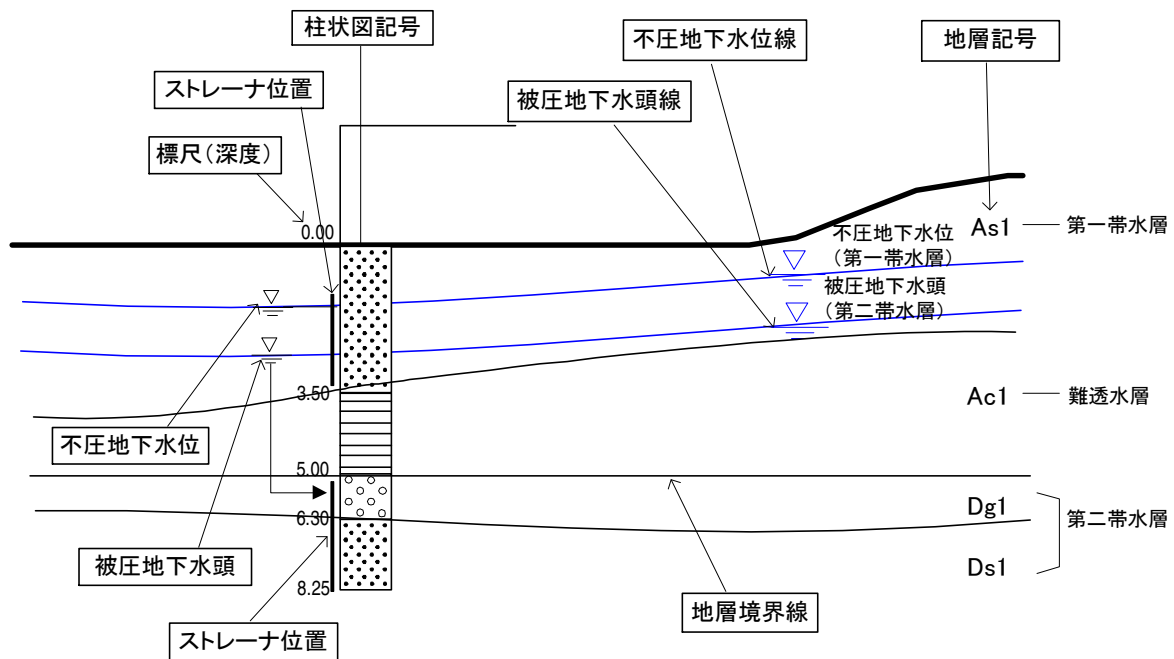 柱状図記号
不圧地下水位線
地層記号
ストレーナ位置
被圧地下水頭線
標尺(深度)
0.00
As1
第一帯水層
不圧地下水位
(第一帯水層)
被圧地下水頭
(第二帯水層)
3.50
Ac1
難透水層
不圧地下水位
5.00
Dg1
6.30
第二帯水層
被圧地下水頭
Ds1
8.25
地層境界線
ストレーナ位置